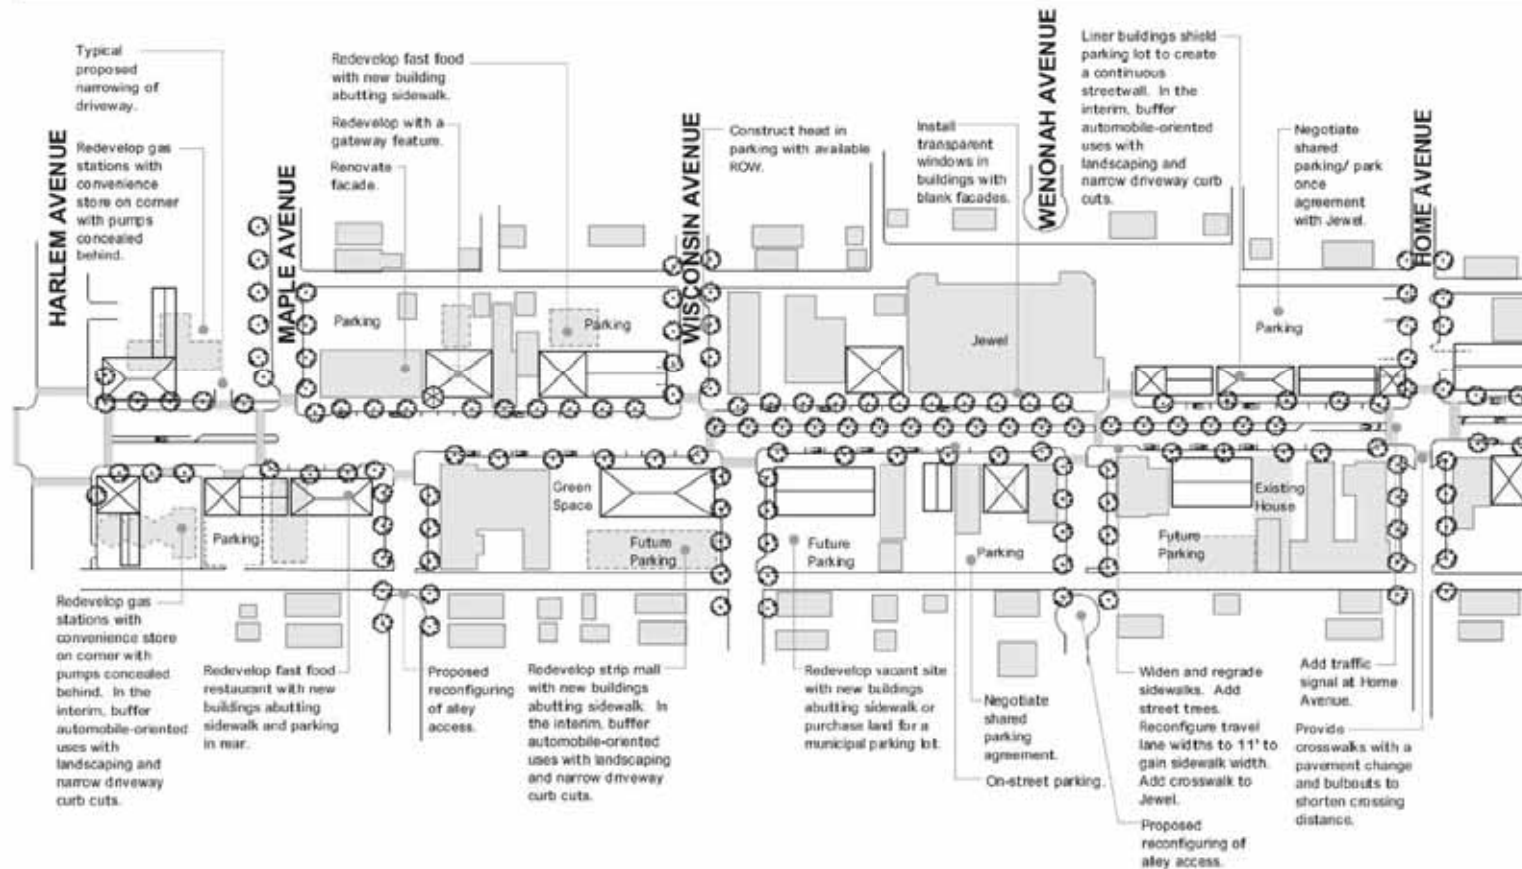 Typical
proposed
narrowing of
driveway.
HARLEM AVENUE
Redevelop gas
stations with
convenience
store on corner
with pumps
concealed
behind.
MAPLE AVENUE
Redevelop fast food
with new building
abutting sidewalk.
Redevelop with a
gateway feature.
Renovate
facade.
WISCONSIN AVENUE
Construct head in
parking with available
ROW.
Install
transparent
windows in
buildings with
blank facades.
WENONAH AVENUE
Liner buildings shield
parking lot to create
a continuous
streetwall. In the
interim, buffer
automobile-oriented
uses with
landscaping and
narrow driveway curb
cuts.
Negotiate
shared
parking/ park
once
agreement
with Jewel.
HOME AVENUE
Parking
Parking
Jewel
Parking
Parking
Green
Space
Future
Parking
Future
Parking
Parking
Existing
House
Future
Parking
Redevelop gas
stations with
convenience store
on corner with
pumps concealed
behind. In the
interim, buffer
automobile-oriented
uses with
landscaping and
narrow driveway
curb cuts.
Redevelop fast food
restaurant with new
buildings abutting
sidewalk and parking
in rear.
Proposed
reconfiguring
of alley
access.
Redevelop strip mall
with new buildings
abutting sidewalk. In
the interim, buffer
automobile-oriented
uses with landscaping
and narrow driveway
curb cuts.
Redevelop vacant site
with new buildings
abutting sidewalk or
purchase land for a
municipal parking lot.
Negotiate
shared
parking
agreement.
On-street parking.
Widen and regrade
sidewalks. Add
street trees.
Reconfigure travel
lane widths to 11' to
gain sidewalk width.
Add crosswalk to
Jewel.
Proposed
reconfiguring of
alley access.
Add traffic
signal at Home
Avenue.
Provide
crosswalks with a
pavement change
and bulbouts to
shorten crossing
distance.